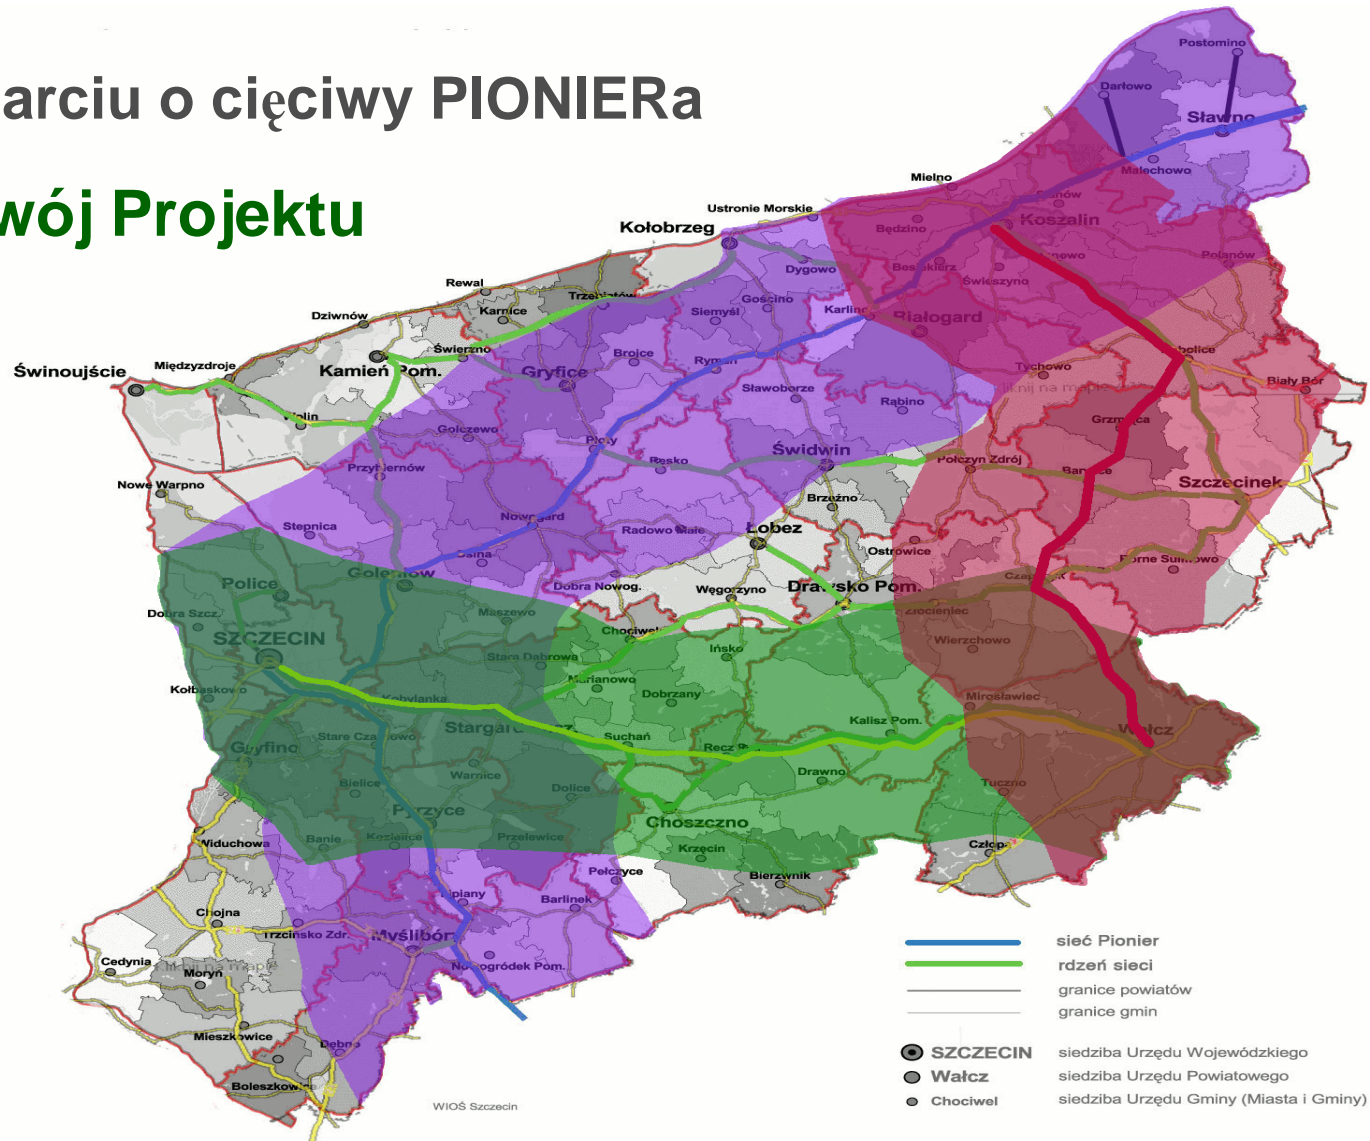 arciu o cięciwy PIONIERa
wój Projektu
Postomino
Darłowo
Sławno
Malechowo
Mielno
Ustronie Morskie
Koszalin
Kołobrzeg
Będzino
Dygowo
Świeszyno
Polanów
Rewal
Gościno
Karnice
Siemyśl
Białogard
Dziwnów
Świerzno
Brojce
Międzyzdroje
Świnoujście
Kamień Pom.
Gryfice
Tychowo
Biały Bór
Sławoborze
Rąbino
Golczewo
Płoty
Resko
Świdwin
Połczyn Zdrój
Przybiernów
Szczecinek
Nowe Warpno
Brzeźno
Stepnica
Nowogard
Radowo Małe
Łobez
Ostrowice
Police
Goleniów
Dobra Nowog.
Węgorzyno
Drawsko Pom.
Dobra Szcz.
Maszewo
Złocieniec
SZCZECIN
Chociwel
Wierzchowo
Stara Dąbrowa
Ińsko
Kołbaskowo
Marianowo
Kobylanka
Dobrzany
Mirosławiec
Kalisz Pom.
Wałcz
Gryfino
Suchań
Recz
Warnice
Drawno
Tuczno
Bielice
Dolice
Pyrzyce
Choszczno
Widuchowa
Banie
Kozielice
Przelewice
Krzęcin
Bierzwnik
Pełczyce
Lipiany
Barlinek
Chojna
Trzcińsko Zdr.
Myślibórz
Cedynia
Moryń
Nowogródek Pom.
Mieszkowice
Dębno
Boleszkowice
WIOŚ Szczecin
sieć Pionier
rdzeń sieci
granice powiatów
granice gmin
SZCZECIN siedziba Urzędu Wojewódzkiego
Wałcz siedziba Urzędu Powiatowego
Chociwel siedziba Urzędu Gminy (Miasta i Gminy)